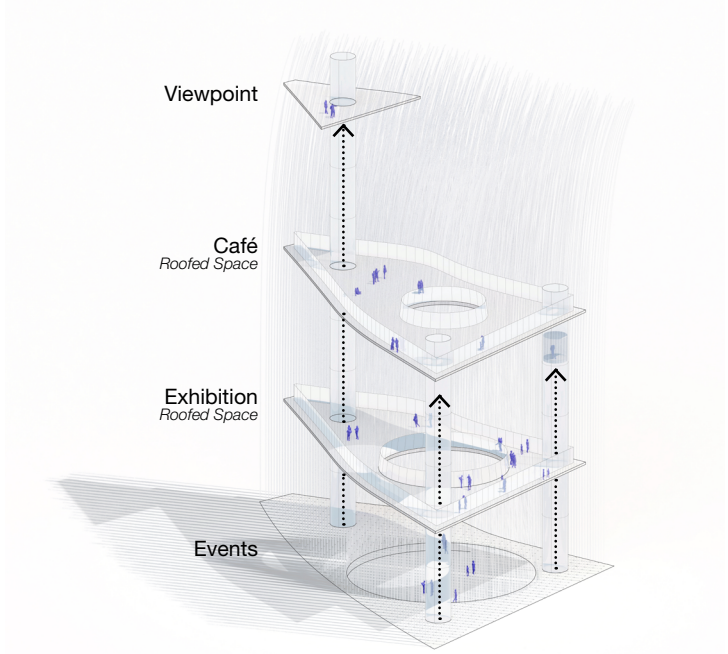 Viewpoint
Café
Roofed Space
Exhibition
Roofed Space
Events